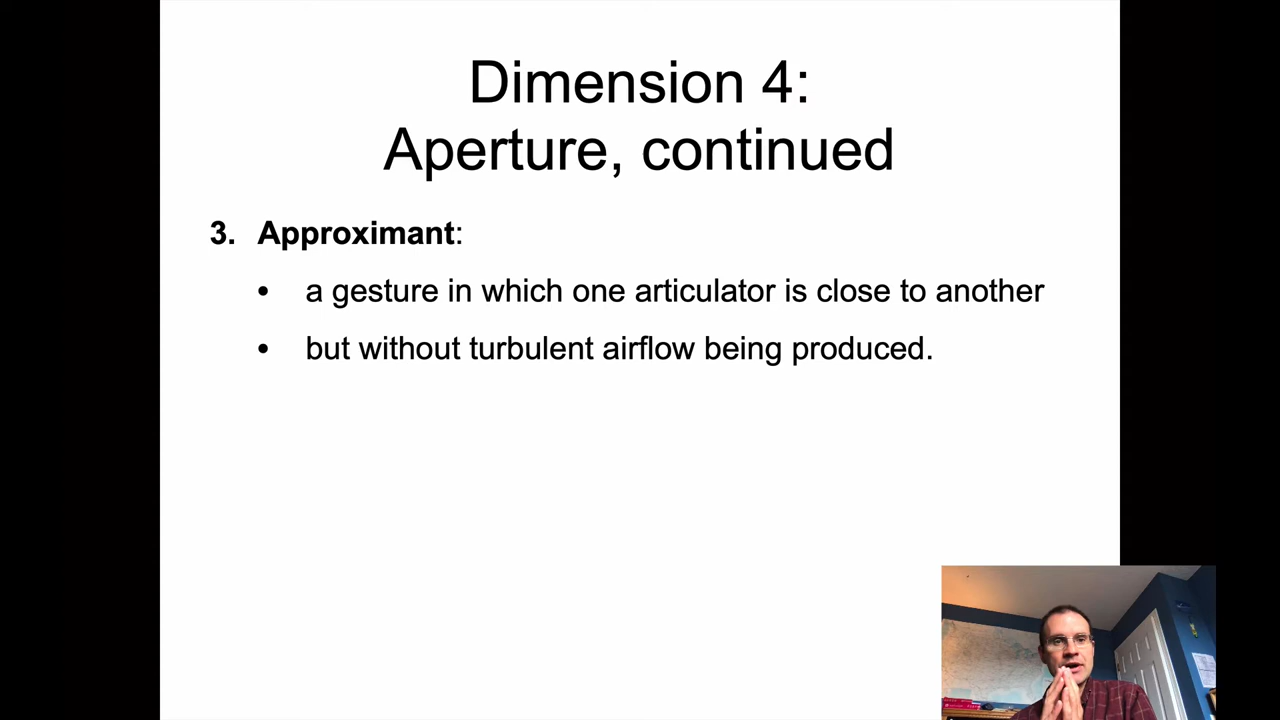 Dimension 4:
Aperture, continued
3. Approximant:
• a gesture in which one articulator is close to another
• but without turbulent airflow being produced.